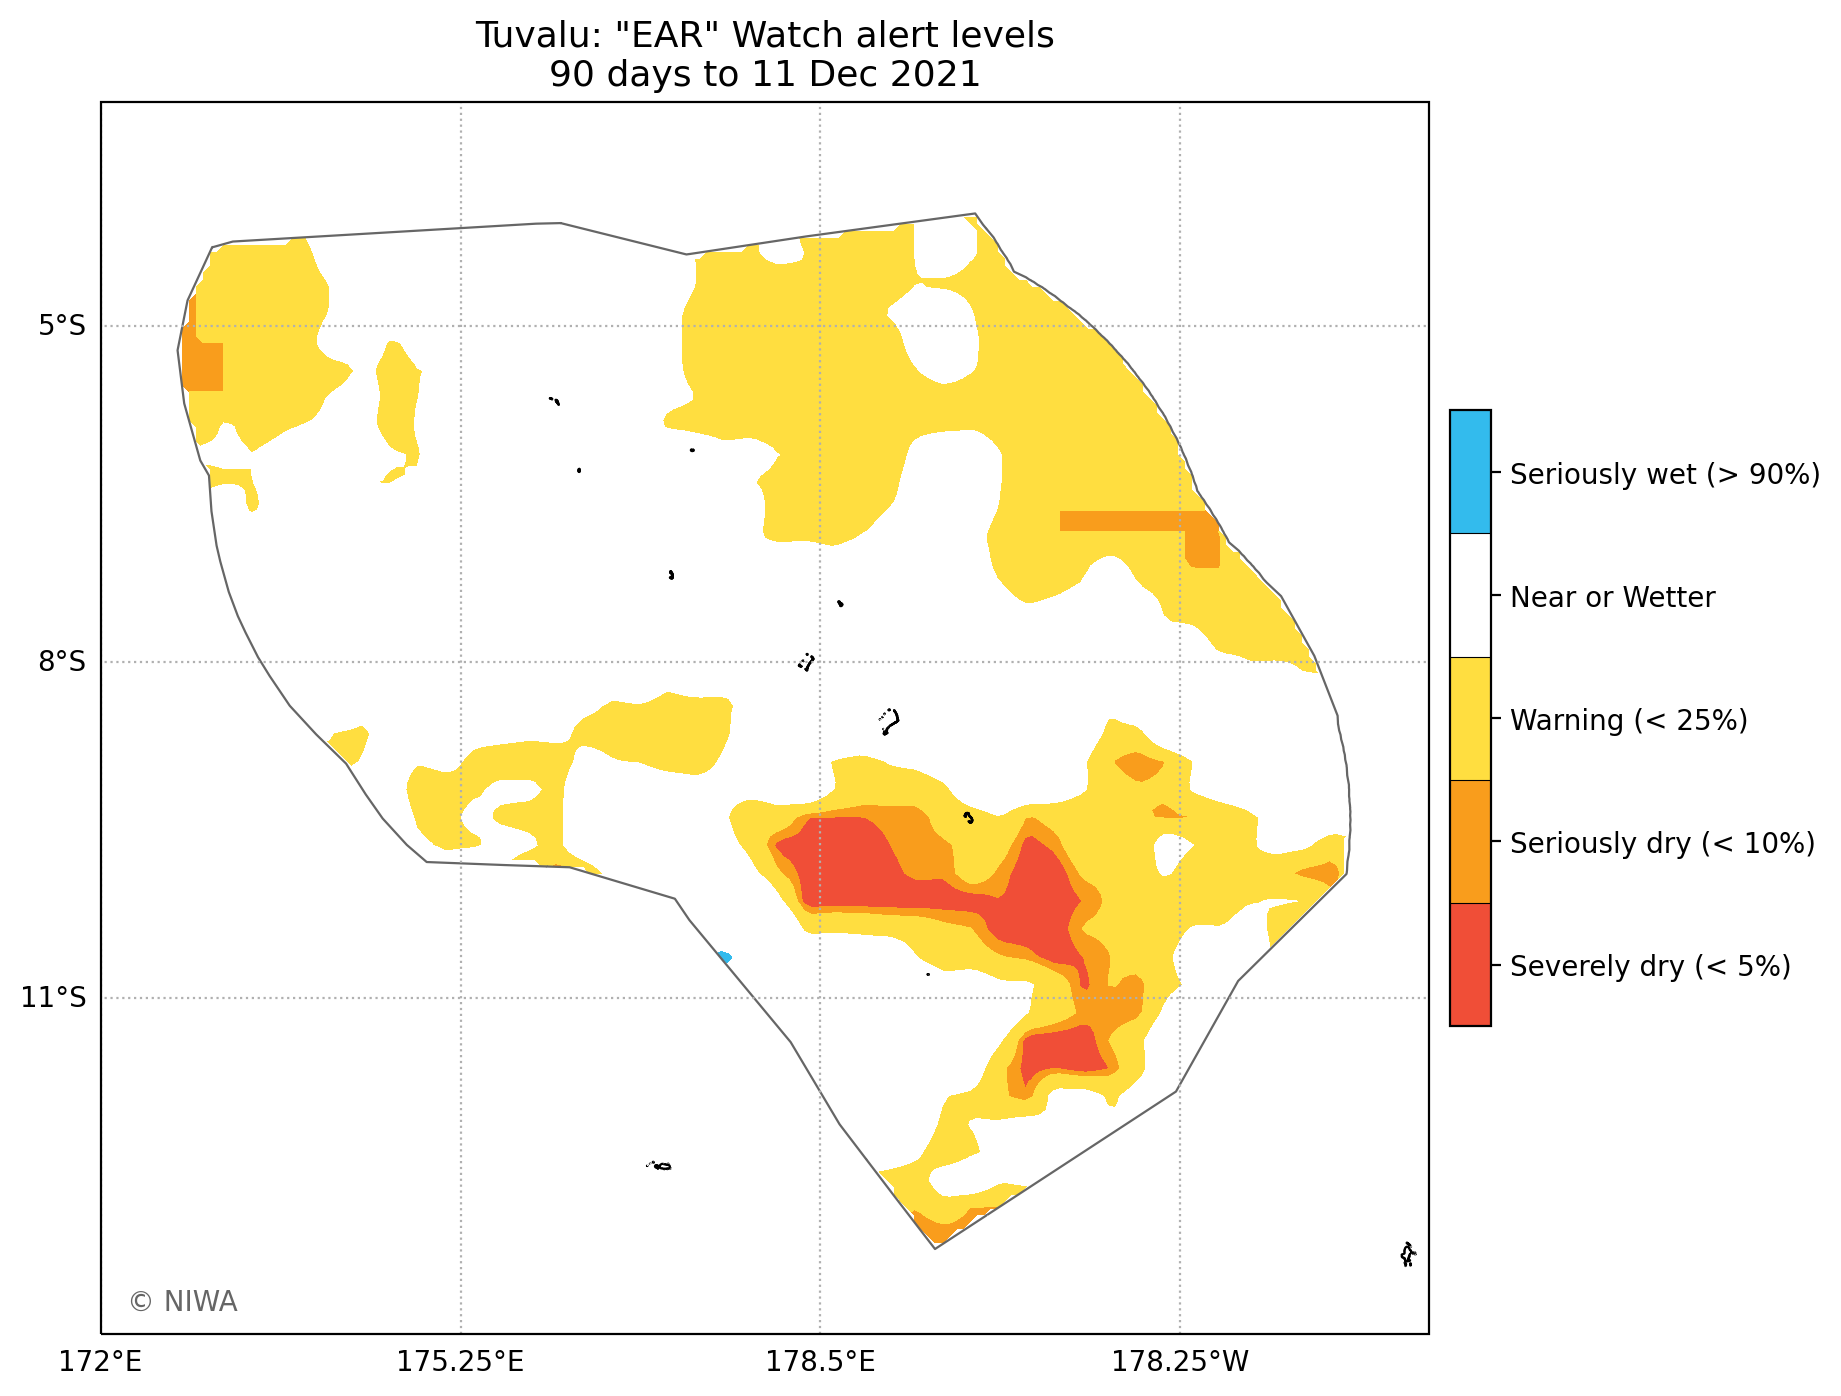 Tuvalu: "EAR" Watch alert levels
90 days to 11 Dec 2021
5°S
8°S
11°S
172°E
175.25°E
178.5°E
178.25°W
Seriously wet (> 90%)
Near or Wetter
Warning (< 25%)
Seriously dry (< 10%)
Severely dry (< 5%)
© NIWA